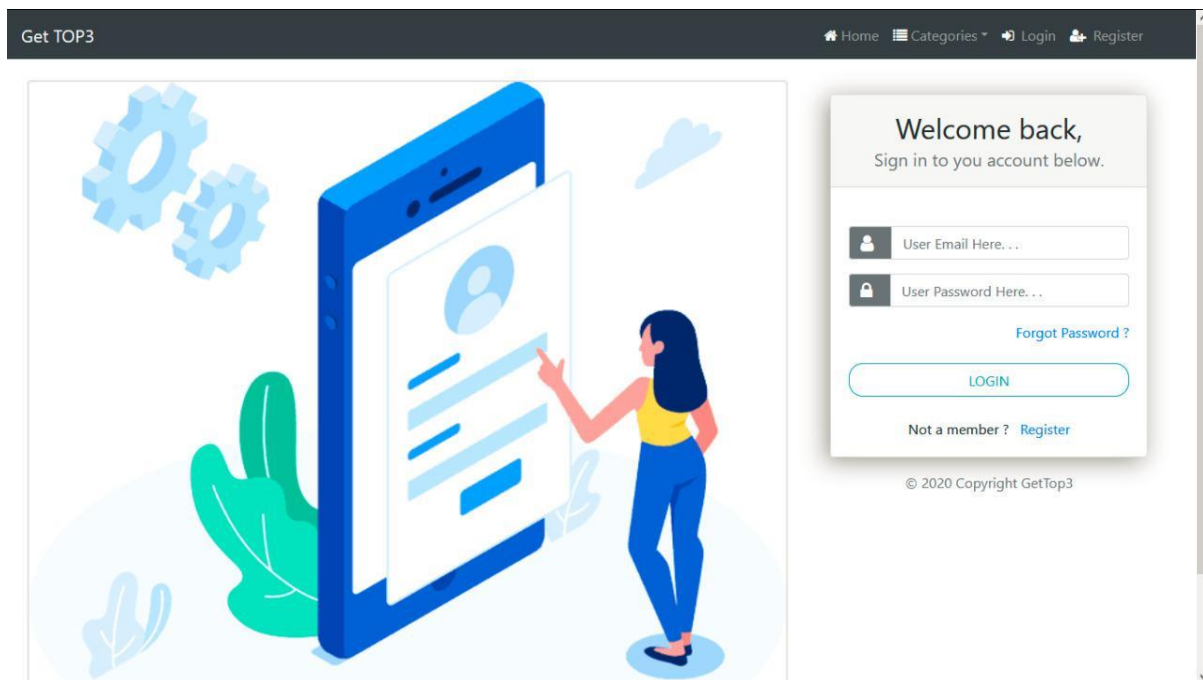 Get TOP3
Home Categories Login Register
Welcome back,
Sign in to you account below.
User Email Here. . .
User Password Here. . .
Forgot Password ?
LOGIN
Not a member ? Register
© 2020 Copyright GetTop3